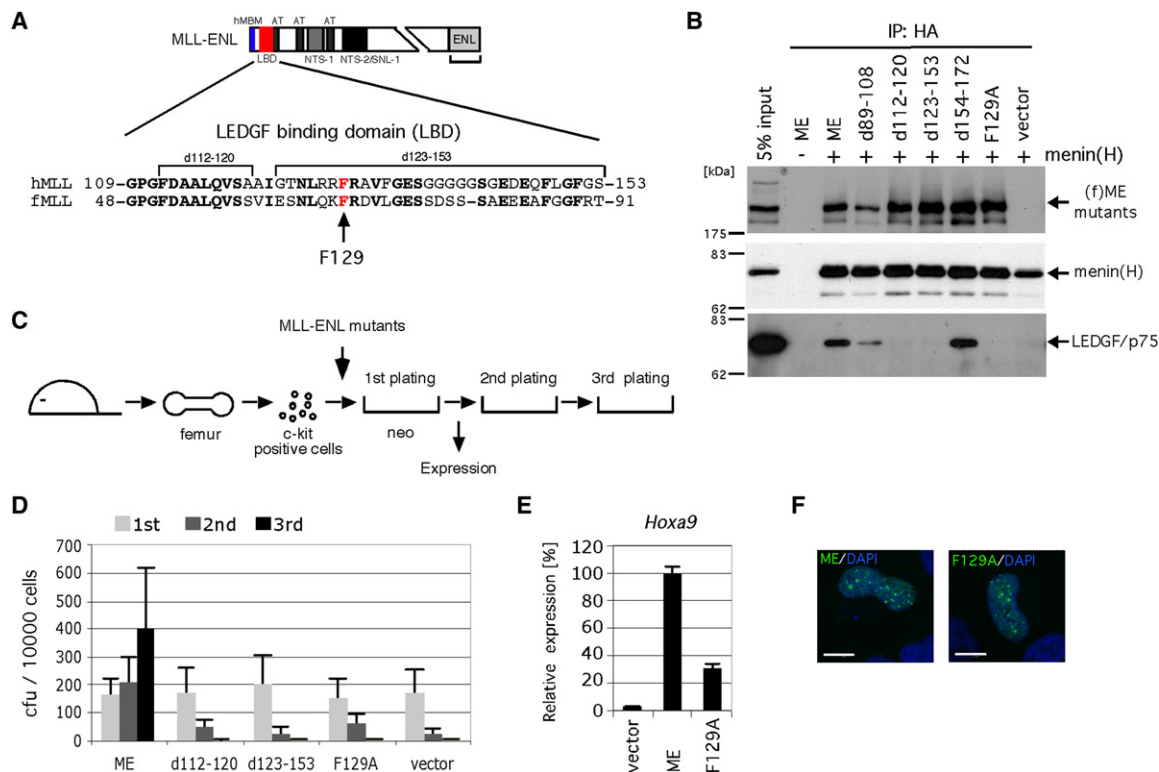 A
hMBM AT AT AT
MLL-ENL
ENL
LBD NTS-1 NTS-2/SNL-1
LEDGF binding domain (LBD)
d112-120 d123-153
hMLL 109-GPGFDAALQVSAAIGTNLRRFRAVFGESGGGGGSGEDEQFLGFGS-153
fMLL 48-GPGFDAALQVSSVIESNLQKFRDVLGESSDSS-SAEEEAFGGFRT-91
F129
B
IP: HA
5% input
- ME
+ ME
+ d89-108
+ d112-120
+ d123-153
+ d154-172
+ F129A
+ vector
menin(H)
[kDa]
(f)ME
mutants
175
83
menin(H)
62
83
LEDGF/p75
62
C
MLL-ENL mutants
1st plating 2nd plating 3rd plating
femur c-kit neo
positive cells
Expression
D
1st 2nd 3rd
cfu / 10000 cells
700
600
500
400
300
200
100
0
ME d112-120 d123-153 F129A vector
E
Hoxa9
Relative expression [%]
120
100
80
60
40
20
0
vector
ME
F129A
F
ME/DAPI F129A/DAPI